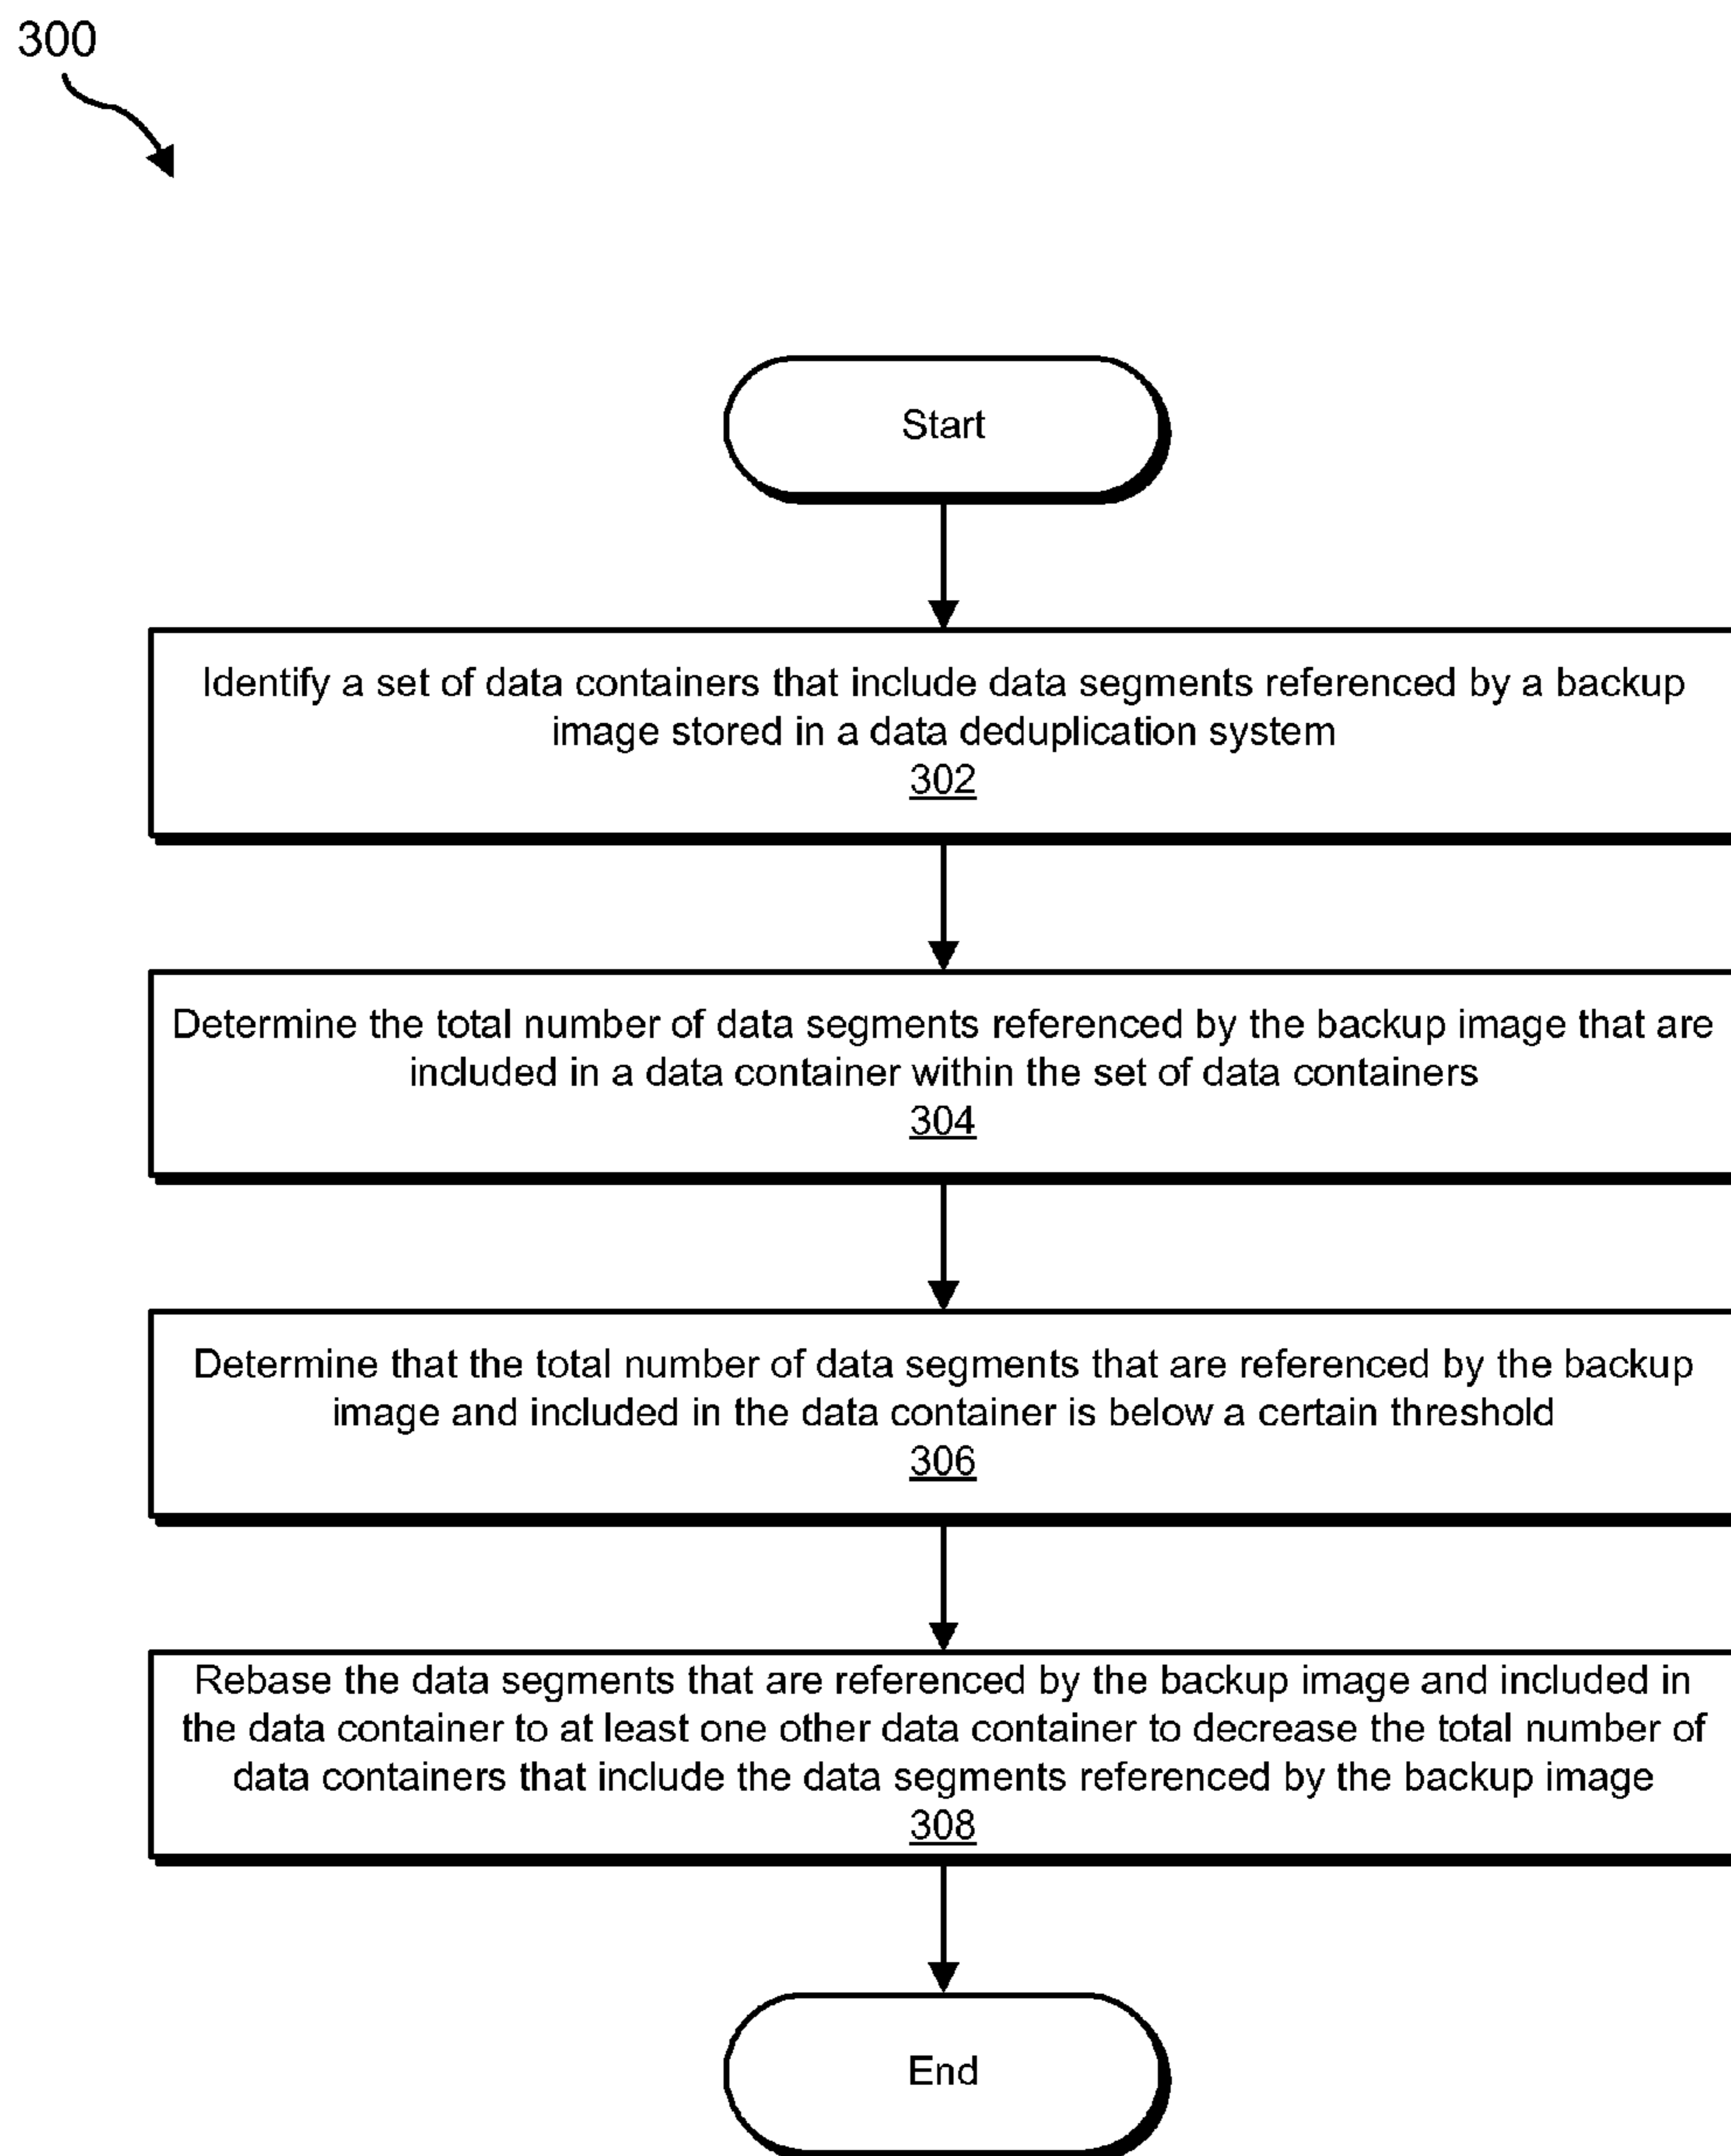 300
Start
Identify a set of data containers that include data segments referenced by a backup
image stored in a data deduplication system
302
Determine the total number of data segments referenced by the backup image that are
included in a data container within the set of data containers
304
Determine that the total number of data segments that are referenced by the backup
image and included in the data container is below a certain threshold
306
Rebase the data segments that are referenced by the backup image and included in
the data container to at least one other data container to decrease the total number of
data containers that include the data segments referenced by the backup image
308
End